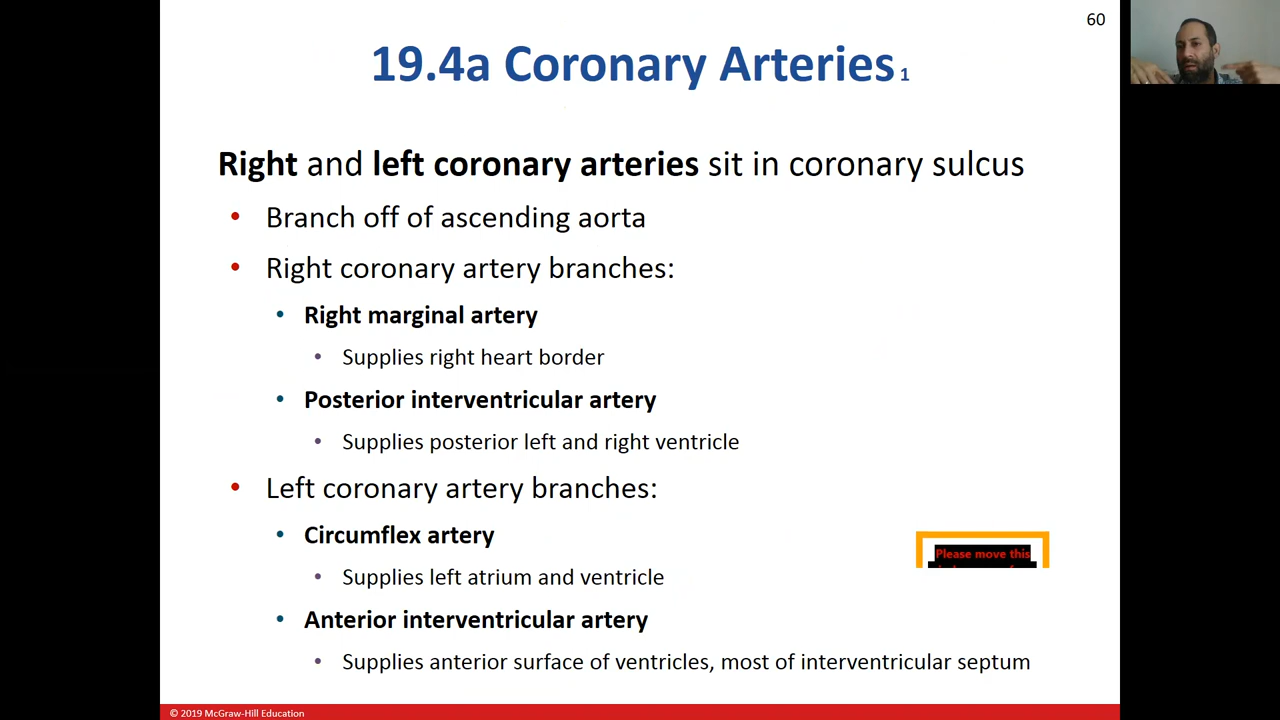 60
19.4a Coronary Arteries 1
Right and left coronary arteries sit in coronary sulcus
• Branch off of ascending aorta
• Right coronary artery branches:
• Right marginal artery
• Supplies right heart border
• Posterior interventricular artery
• Supplies posterior left and right ventricle
• Left coronary artery branches:
• Circumflex artery
• Supplies left atrium and ventricle
• Anterior interventricular artery
• Supplies anterior surface of ventricles, most of interventricular septum
Please move this
© 2019 McGraw-Hill Education